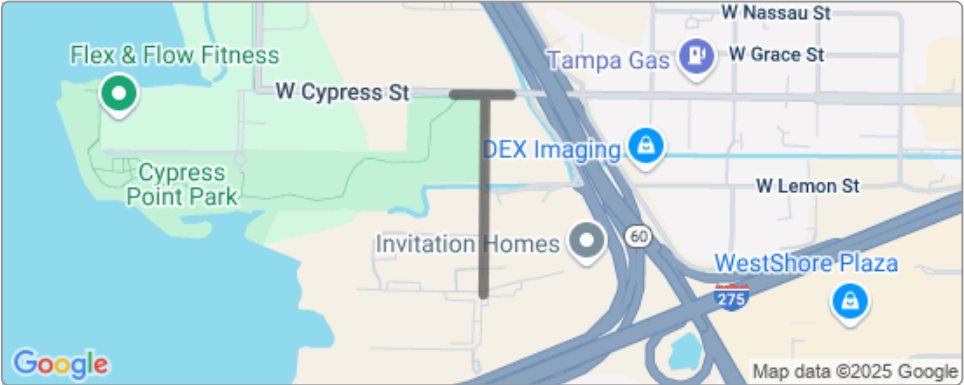 W Nassau St
Flex & Flow Fitness
Tampa Gas
W Grace St
W Cypress St
DEX Imaging
Cypress
Point Park
W Lemon St
Invitation Homes
60
WestShore Plaza
275
Google
Map data ©2025 Google